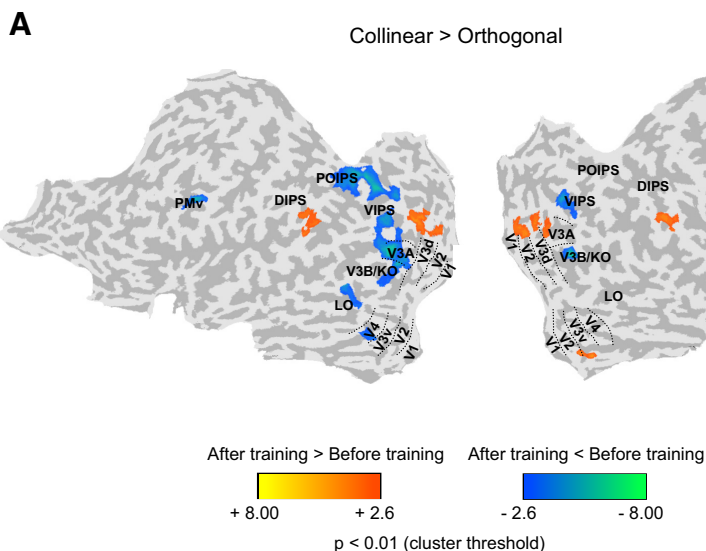 A
Collinear > Orthogonal
POIPS
PMv
DIPS
VIPS
V3A
V3d
V2
V1
V3B/KO
LO
V4
V3v
V2
V1
POIPS
DIPS
VIPS
V1
V2
V3d
V3A
V3B/KO
LO
V1
V2
V3v
V4
After training > Before training
After training < Before training
+ 8.00
+ 2.6
- 2.6
- 8.00
p < 0.01 (cluster threshold)